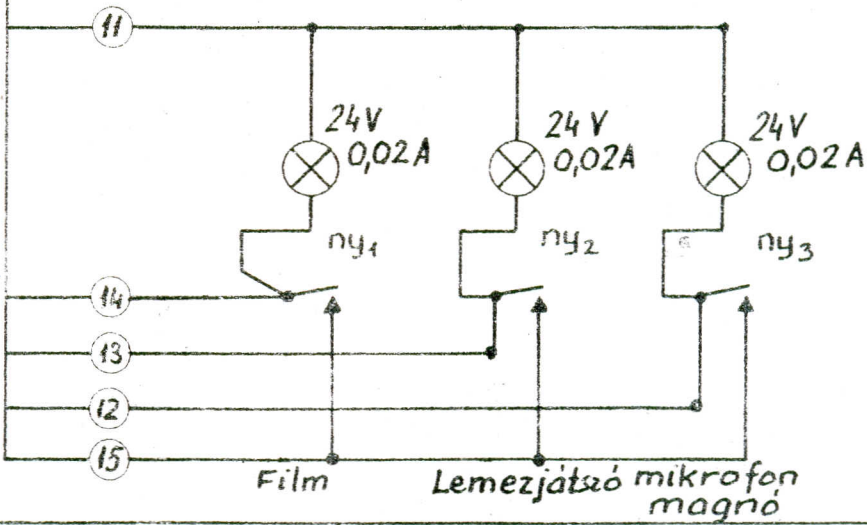 11
24V
0,02A
24V
0,02A
24V
0,02A
ny1
ny2
ny3
14
13
12
15
Film
Lemezjátszó
mikrofon
magnó